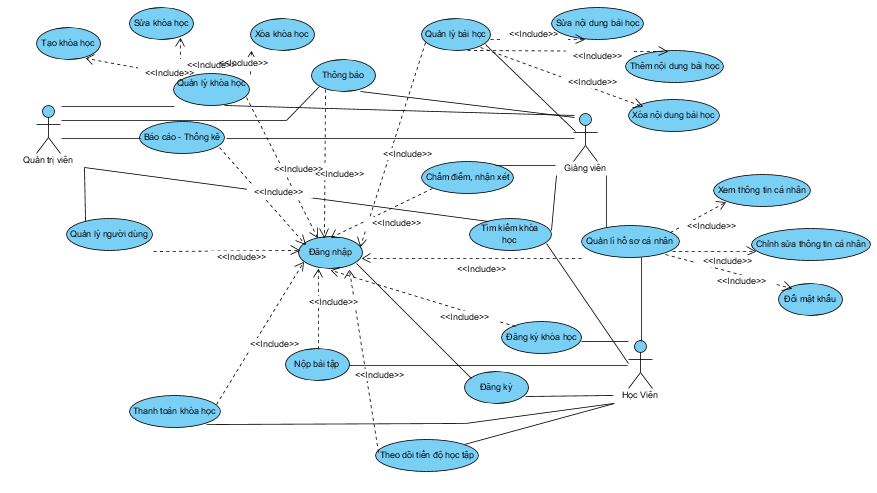 Sửa khóa học
Tạo khóa học
Xóa khóa học
<<Include>>
<<Include>>
<<Include>>
Quản lý khóa học
Thông báo
Quản lý bài học
<<Include>>
Sửa nội dung bài học
<<Include>>
Thêm nội dung bài học
<<Include>>
Xóa nội dung bài học
Quản trị viên
Báo cáo - Thống kê
Giảng viên
<<Include>>
<<Include>>
<<Include>>
<<Include>>
<<Include>>
Chấm điểm, nhận xét
Xem thông tin cá nhân
<<Include>>
Quản lý người dùng
Tìm kiếm khóa
học
Quản lí hồ sơ cá nhân
Chỉnh sửa thông tin cá nhân
<<Include>>
Đăng nhập
<<Include>>
<<Include>>
<<Include>>
Đổi mật khẩu
<<Include>>
<<Include>>
<<Include>>
Đăng ký khóa học
Nộp bài tập
<<Include>>
Đăng ký
Học Viên
Thanh toán khóa học
Theo dõi tiến độ học tập